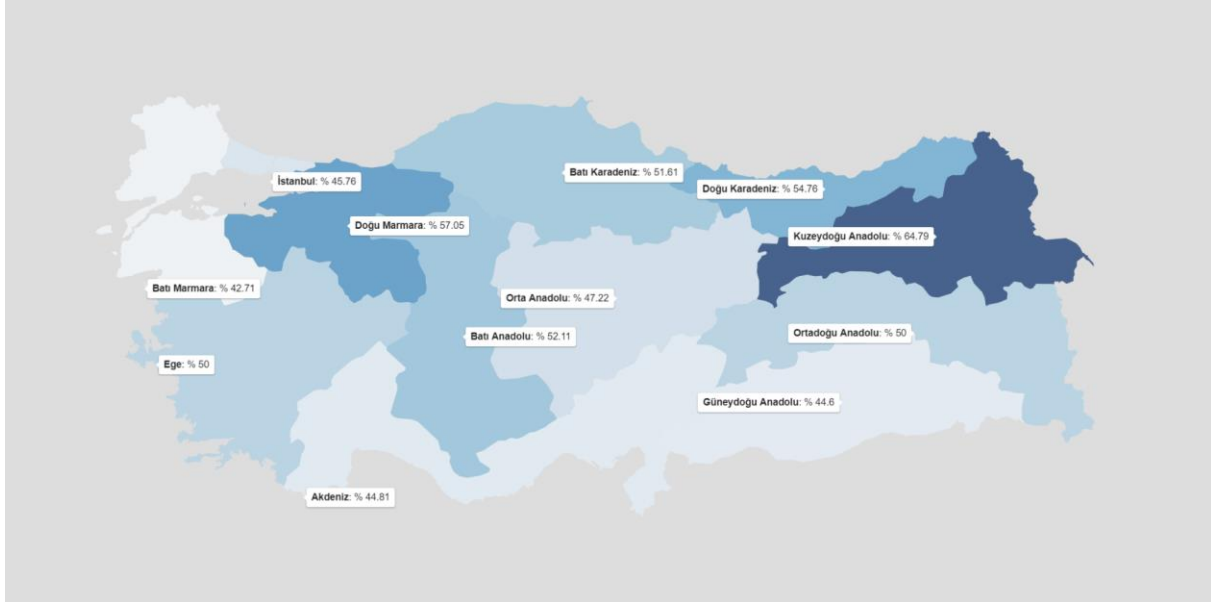 Batı Karadeniz: % 51.61
İstanbul: % 45.76
Doğu Karadeniz: % 54.76
Doğu Marmara: % 57.05
Kuzeydoğu Anadolu: % 64.79
Batı Marmara: % 42.71
Orta Anadolu: % 47.22
Batı Anadolu: % 52.11
Ortadoğu Anadolu: % 50
Ege: % 50
Güneydoğu Anadolu: % 44.6
Akdeniz: % 44.81